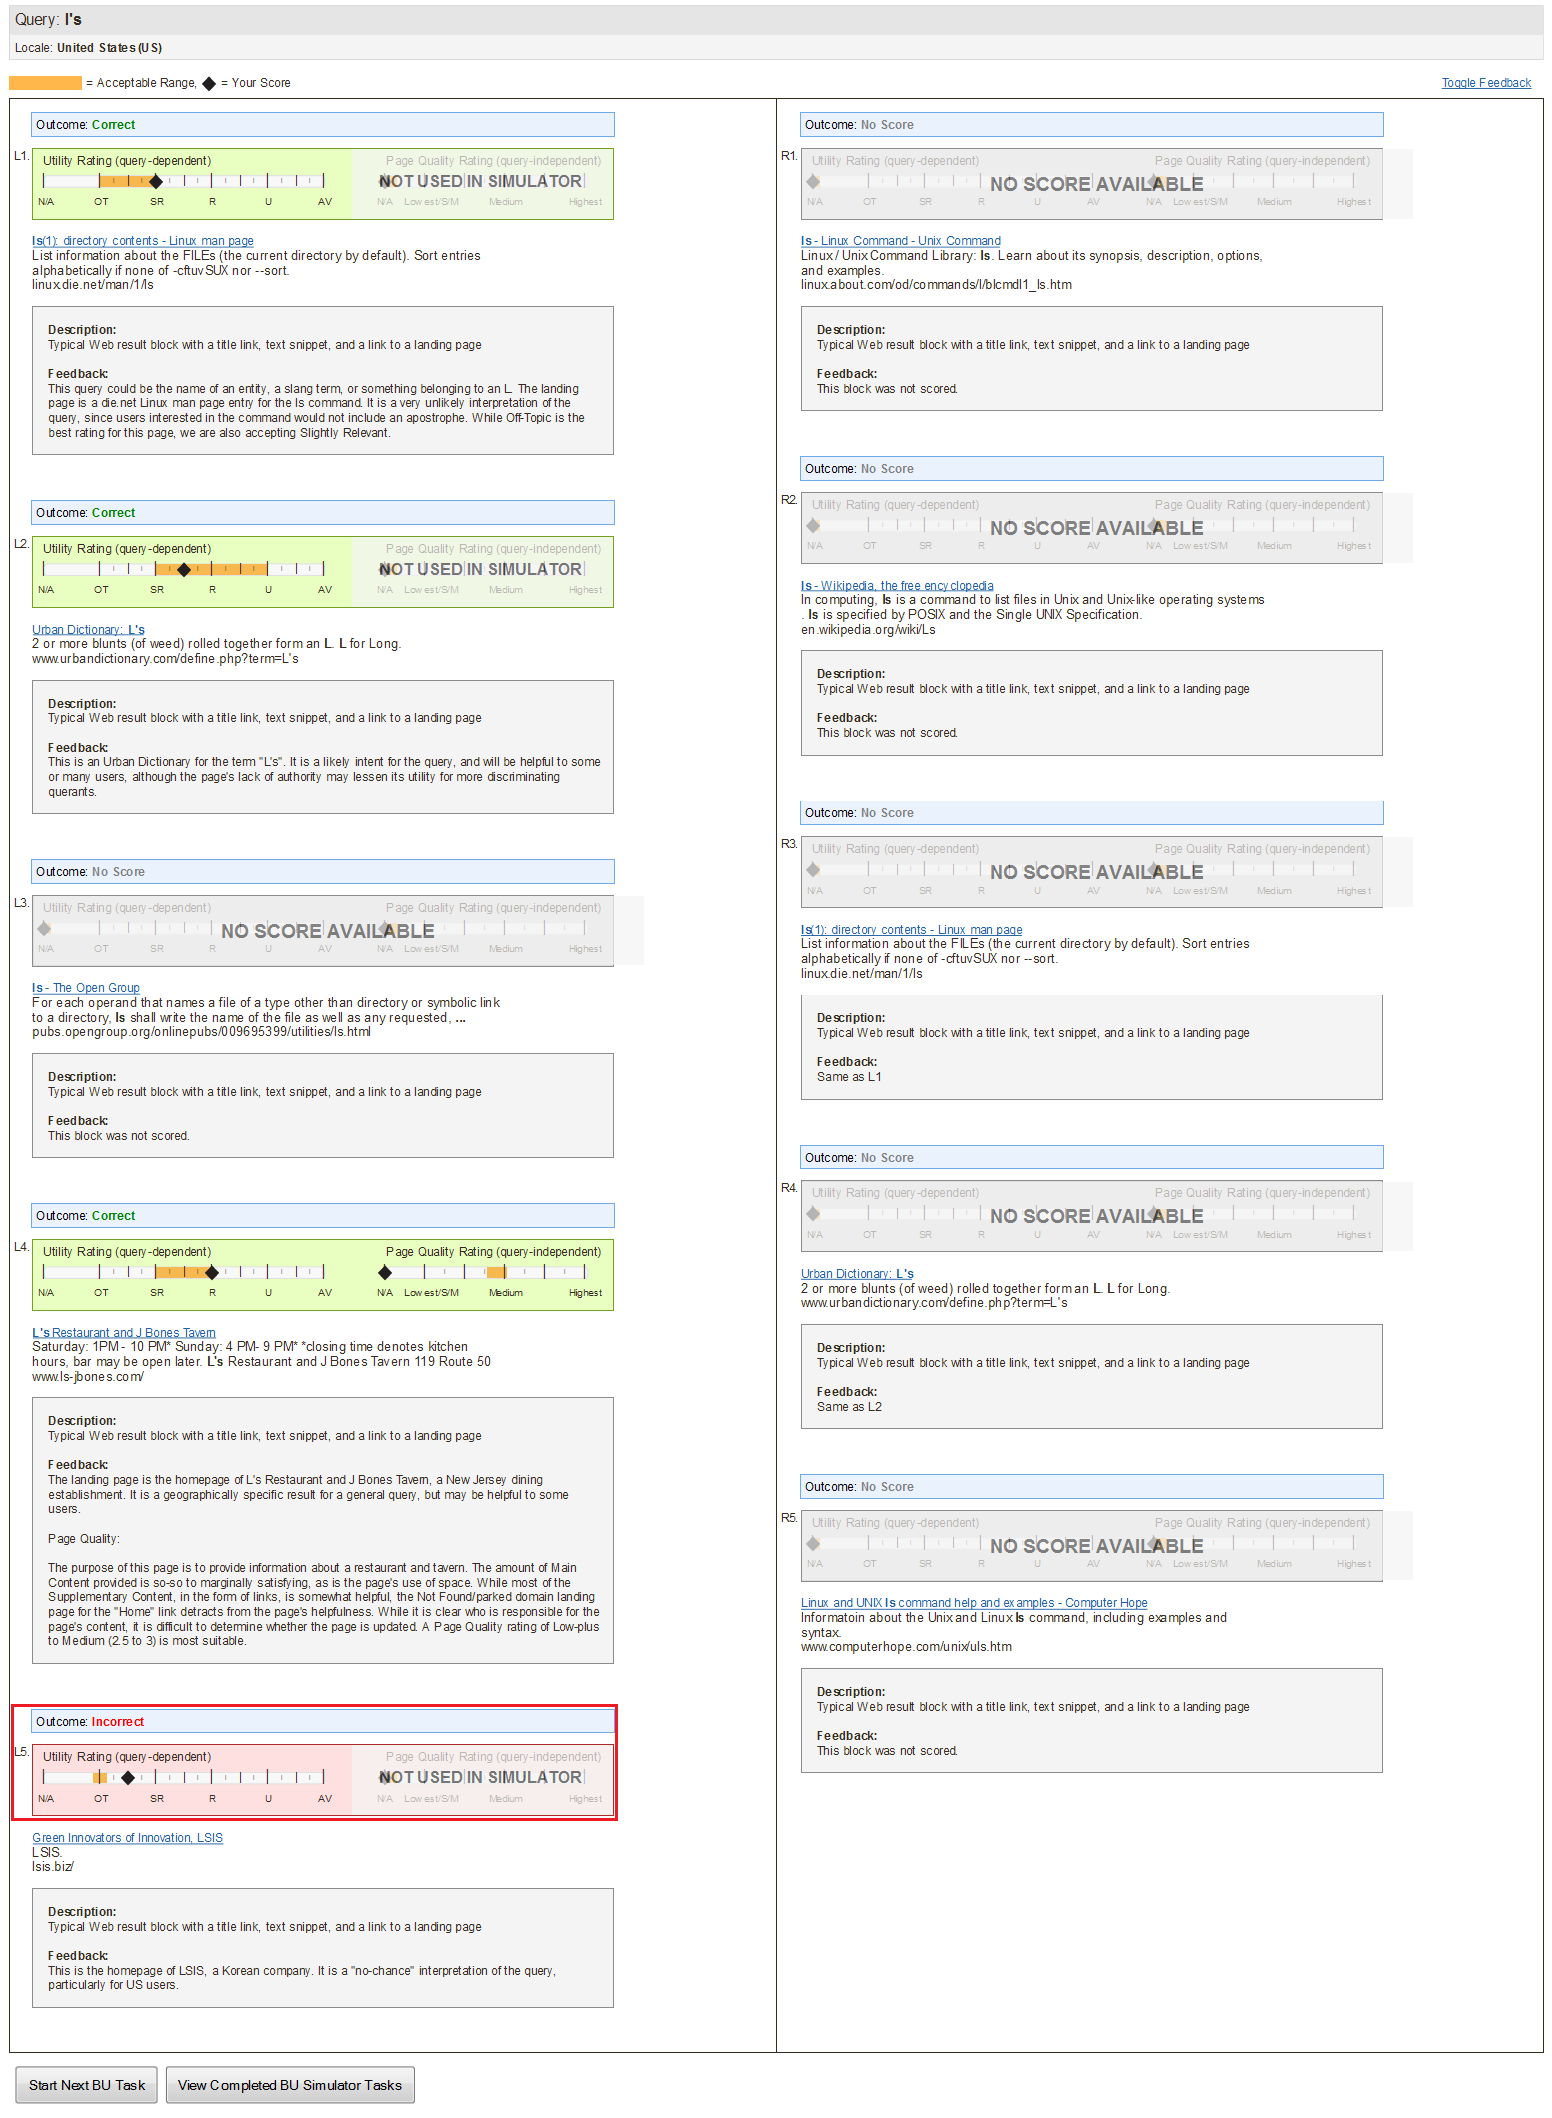 Query: l's
Locale: United States (US)
= Acceptable Range, = Your Score
Toggle Feedback
Outcome: Correct
L1.
Utility Rating (query-dependent)
Page Quality Rating (query-independent)
NOT USED IN SIMULATOR
N/A OT SR R U AV
N/A Lowest/S/M Medium Highest
ls(1): directory contents - Linux man page
List information about the FILEs (the current directory by default). Sort entries
alphabetically if none of -cftuvSUX nor --sort.
linux.die.net/man/1/ls
Description:
Typical Web result block with a title link, text snippet, and a link to a landing page
Feedback:
This query could be the name of an entity, a slang term, or something belonging to an L. The landing
page is a die.net Linux man page entry for the ls command. It is a very unlikely interpretation of the
query, since users interested in the command would not include an apostrophe. While Off-Topic is the
best rating for this page, we are also accepting Slightly Relevant.
Outcome: Correct
L2.
Utility Rating (query-dependent)
Page Quality Rating (query-independent)
NOT USED IN SIMULATOR
N/A OT SR R U AV
N/A Lowest/S/M Medium Highest
Urban Dictionary: L's
2 or more blunts (of weed) rolled together form an L. L for Long.
www.urbandictionary.com/define.php?term=L's
Description:
Typical Web result block with a title link, text snippet, and a link to a landing page
Feedback:
This is an Urban Dictionary for the term "L's". It is a likely intent for the query, and will be helpful to some
or many users, although the page's lack of authority may lessen its utility for more discriminating
querants.
Outcome: No Score
L3.
Utility Rating (query-dependent)
Page Quality Rating (query-independent)
NO SCORE AVAILABLE
N/A OT SR R U AV
N/A Lowest/S/M Medium Highest
ls - The Open Group
For each operand that names a file of a type other than directory or symbolic link
to a directory, ls shall write the name of the file as well as any requested, ...
pubs.opengroup.org/onlinepubs/009695399/utilities/ls.html
Description:
Typical Web result block with a title link, text snippet, and a link to a landing page
Feedback:
This block was not scored.
Outcome: Correct
L4.
Utility Rating (query-dependent)
Page Quality Rating (query-independent)
N/A OT SR R U AV
N/A Lowest/S/M Medium Highest
L's Restaurant and J Bones Tavern
Saturday: 1PM - 10 PM* Sunday: 4 PM- 9 PM* *closing time denotes kitchen
hours, bar may be open later. L's Restaurant and J Bones Tavern 119 Route 50
www.ls-jbones.com/
Description:
Typical Web result block with a title link, text snippet, and a link to a landing page
Feedback:
The landing page is the homepage of L's Restaurant and J Bones Tavern, a New Jersey dining
establishment. It is a geographically specific result for a general query, but may be helpful to some
users.
Page Quality:
The purpose of this page is to provide information about a restaurant and tavern. The amount of Main
Content provided is so-so to marginally satisfying, as is the page's use of space. While most of the
Supplementary Content, in the form of links, is somewhat helpful, the Not Found/parked domain landing
page for the "Home" link detracts from the page's helpfulness. While it is clear who is responsible for the
page's content, it is difficult to determine whether the page is updated. A Page Quality rating of Low-plus
to Medium (2.5 to 3) is most suitable.
Outcome: Incorrect
L5.
Utility Rating (query-dependent)
Page Quality Rating (query-independent)
NOT USED IN SIMULATOR
N/A OT SR R U AV
N/A Lowest/S/M Medium Highest
Green Innovators of Innovation, LSIS
LSIS.
lsis.biz/
Description:
Typical Web result block with a title link, text snippet, and a link to a landing page
Feedback:
This is the homepage of LSIS, a Korean company. It is a "no-chance" interpretation of the query,
particularly for US users.
Outcome: No Score
R1.
Utility Rating (query-dependent)
Page Quality Rating (query-independent)
NO SCORE AVAILABLE
N/A OT SR R U AV
N/A Lowest/S/M Medium Highest
ls - Linux Command - Unix Command
Linux / Unix Command Library: ls. Learn about its synopsis, description, options,
and examples.
linux.about.com/od/commands/l/blcmdl1_ls.htm
Description:
Typical Web result block with a title link, text snippet, and a link to a landing page
Feedback:
This block was not scored.
Outcome: No Score
R2.
Utility Rating (query-dependent)
Page Quality Rating (query-independent)
NO SCORE AVAILABLE
N/A OT SR R U AV
N/A Lowest/S/M Medium Highest
ls - Wikipedia, the free encyclopedia
In computing, ls is a command to list files in Unix and Unix-like operating systems
. ls is specified by POSIX and the Single UNIX Specification.
en.wikipedia.org/wiki/Ls
Description:
Typical Web result block with a title link, text snippet, and a link to a landing page
Feedback:
This block was not scored.
Outcome: No Score
R3.
Utility Rating (query-dependent)
Page Quality Rating (query-independent)
NO SCORE AVAILABLE
N/A OT SR R U AV
N/A Lowest/S/M Medium Highest
ls(1): directory contents - Linux man page
List information about the FILEs (the current directory by default). Sort entries
alphabetically if none of -cftuvSUX nor --sort.
linux.die.net/man/1/ls
Description:
Typical Web result block with a title link, text snippet, and a link to a landing page
Feedback:
Same as L1
Outcome: No Score
R4.
Utility Rating (query-dependent)
Page Quality Rating (query-independent)
NO SCORE AVAILABLE
N/A OT SR R U AV
N/A Lowest/S/M Medium Highest
Urban Dictionary: L's
2 or more blunts (of weed) rolled together form an L. L for Long.
www.urbandictionary.com/define.php?term=L's
Description:
Typical Web result block with a title link, text snippet, and a link to a landing page
Feedback:
Same as L2
Outcome: No Score
R5.
Utility Rating (query-dependent)
Page Quality Rating (query-independent)
NO SCORE AVAILABLE
N/A OT SR R U AV
N/A Lowest/S/M Medium Highest
Linux and UNIX ls command help and examples - Computer Hope
Informatoin about the Unix and Linux ls command, including examples and
syntax.
www.computerhope.com/unix/uls.htm
Description:
Typical Web result block with a title link, text snippet, and a link to a landing page
Feedback:
This block was not scored.
Start Next BU Task
View Completed BU Simulator Tasks